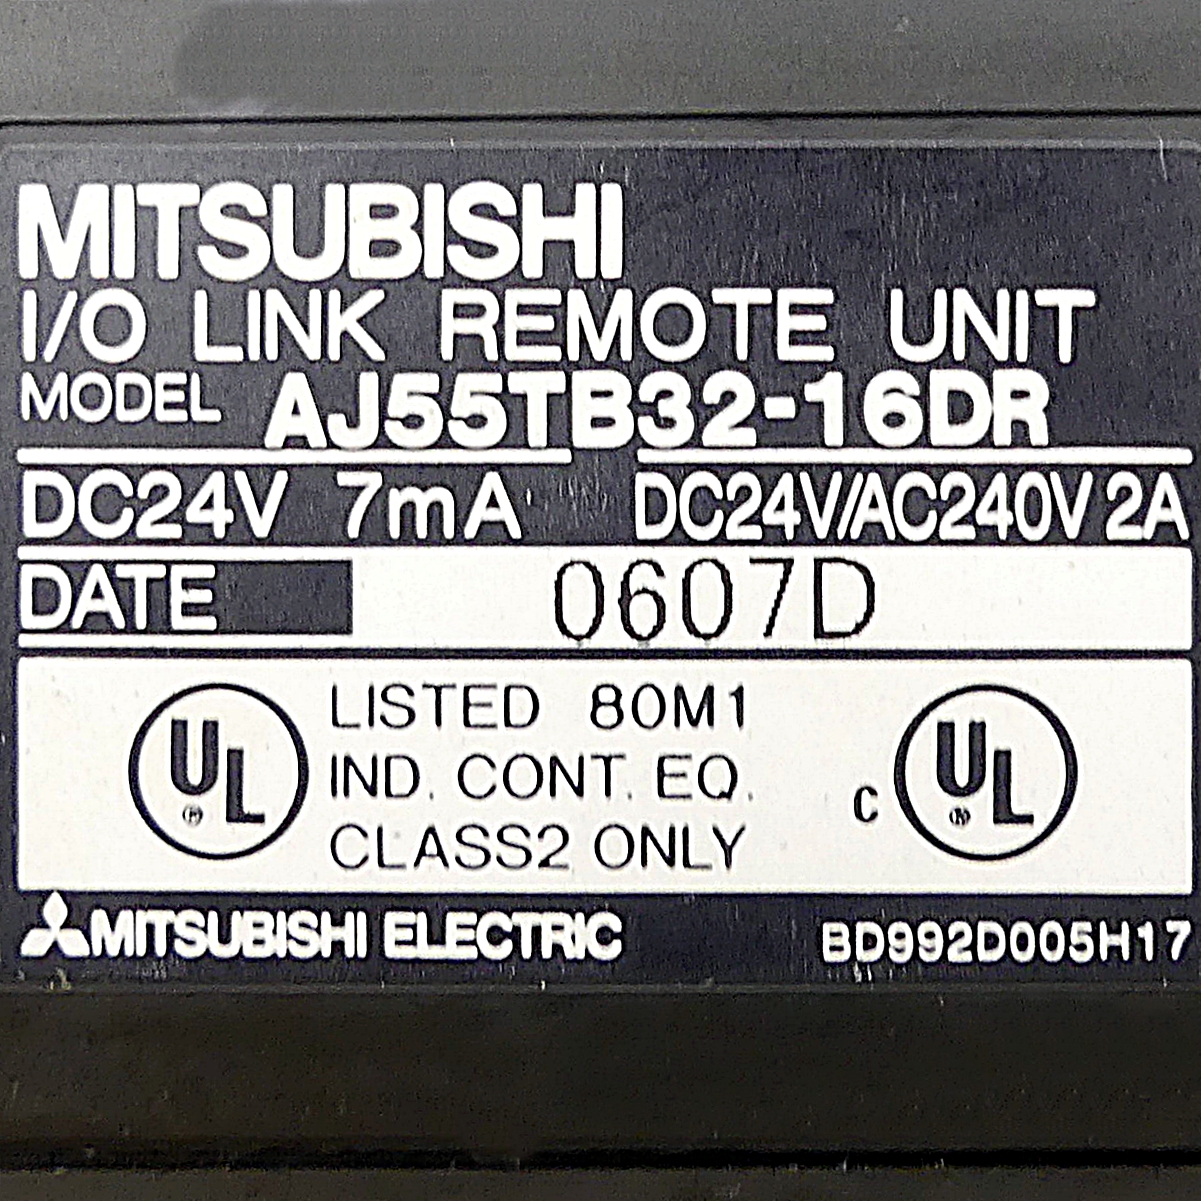 MITSUBISHI
I/O LINK REMOTE UNIT
MODEL AJ55TB32-16DR
DC24V 7mA DC24V/AC240V 2A
DATE 0607D
UL LISTED 80M1 c UL
IND. CONT. EQ.
CLASS2 ONLY
MITSUBISHI ELECTRIC BD992D005H17